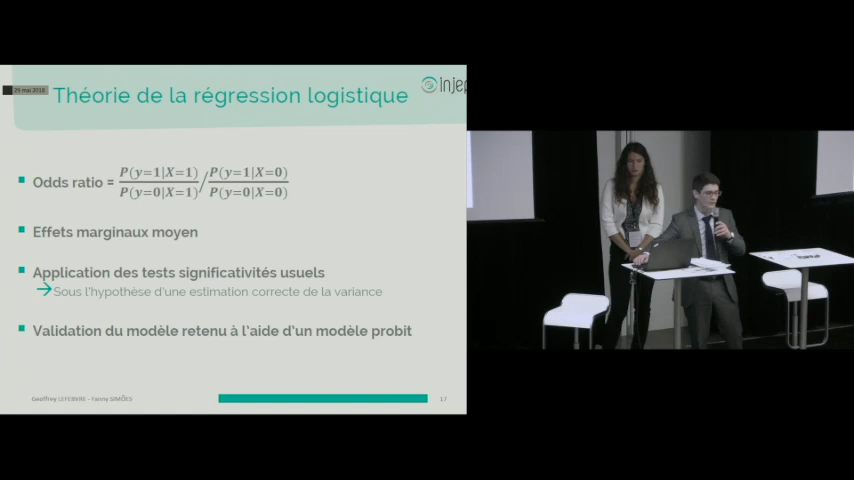 29 mai 2018
Théorie de la régression logistique
injep
Odds ratio = P(y=1|X=1) / P(y=1|X=0)
P(y=0|X=1) P(y=0|X=0)
Effets marginaux moyen
Application des tests significativités usuels
→ Sous l'hypothèse d'une estimation correcte de la variance
Validation du modèle retenu à l'aide d'un modèle probit
Geoffrey LEFEBVRE - Fanny SIMÕES
17